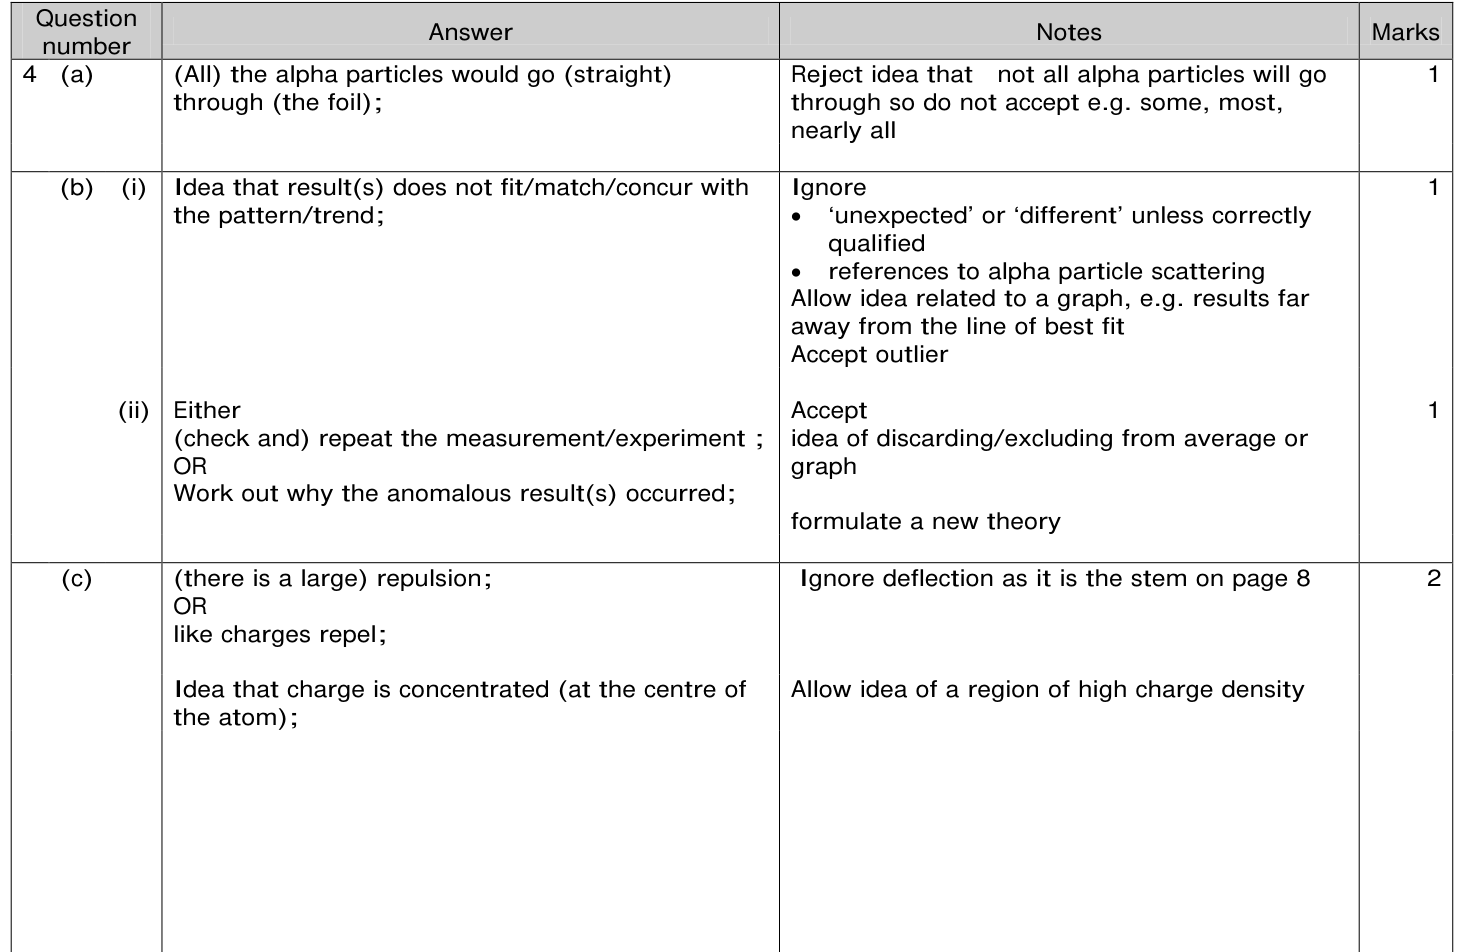 Question number Answer Notes Marks
4 (a) (All) the alpha particles would go (straight) Reject idea that not all alpha particles will go 1
through (the foil); through so do not accept e.g. some, most,
nearly all
(b) (i) Idea that result(s) does not fit/match/concur with Ignore 1
the pattern/trend; • ‘unexpected’ or ‘different’ unless correctly
qualified
• references to alpha particle scattering
Allow idea related to a graph, e.g. results far
away from the line of best fit
Accept outlier
(ii) Either Accept 1
(check and) repeat the measurement/experiment ; idea of discarding/excluding from average or
OR graph
Work out why the anomalous result(s) occurred;
formulate a new theory
(c) (there is a large) repulsion; Ignore deflection as it is the stem on page 8 2
OR
like charges repel;
Idea that charge is concentrated (at the centre of Allow idea of a region of high charge density
the atom);